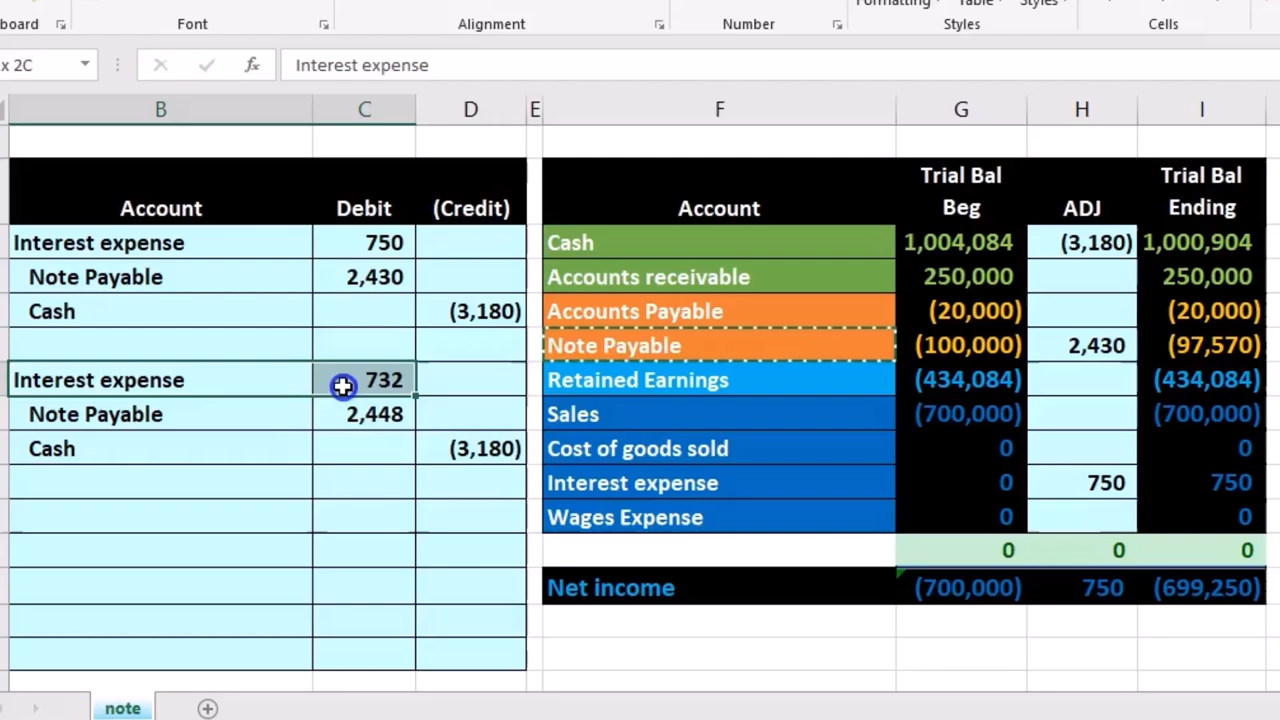 board Font Alignment Number Formatting Table Styles Styles Cells
x 2C fx Interest expense
B C D E F G H I
Account Debit (Credit) Account Trial Bal Beg ADJ Trial Bal Ending
Interest expense 750 Cash 1,004,084 (3,180) 1,000,904
Note Payable 2,430 Accounts receivable 250,000 250,000
Cash (3,180) Accounts Payable (20,000) (20,000)
Note Payable (100,000) 2,430 (97,570)
Interest expense 732 Retained Earnings (434,084) (434,084)
Note Payable 2,448 Sales (700,000) (700,000)
Cash (3,180) Cost of goods sold 0 0
Interest expense 0 750 750
Wages Expense 0 0
0 0 0
Net income (700,000) 750 (699,250)
note